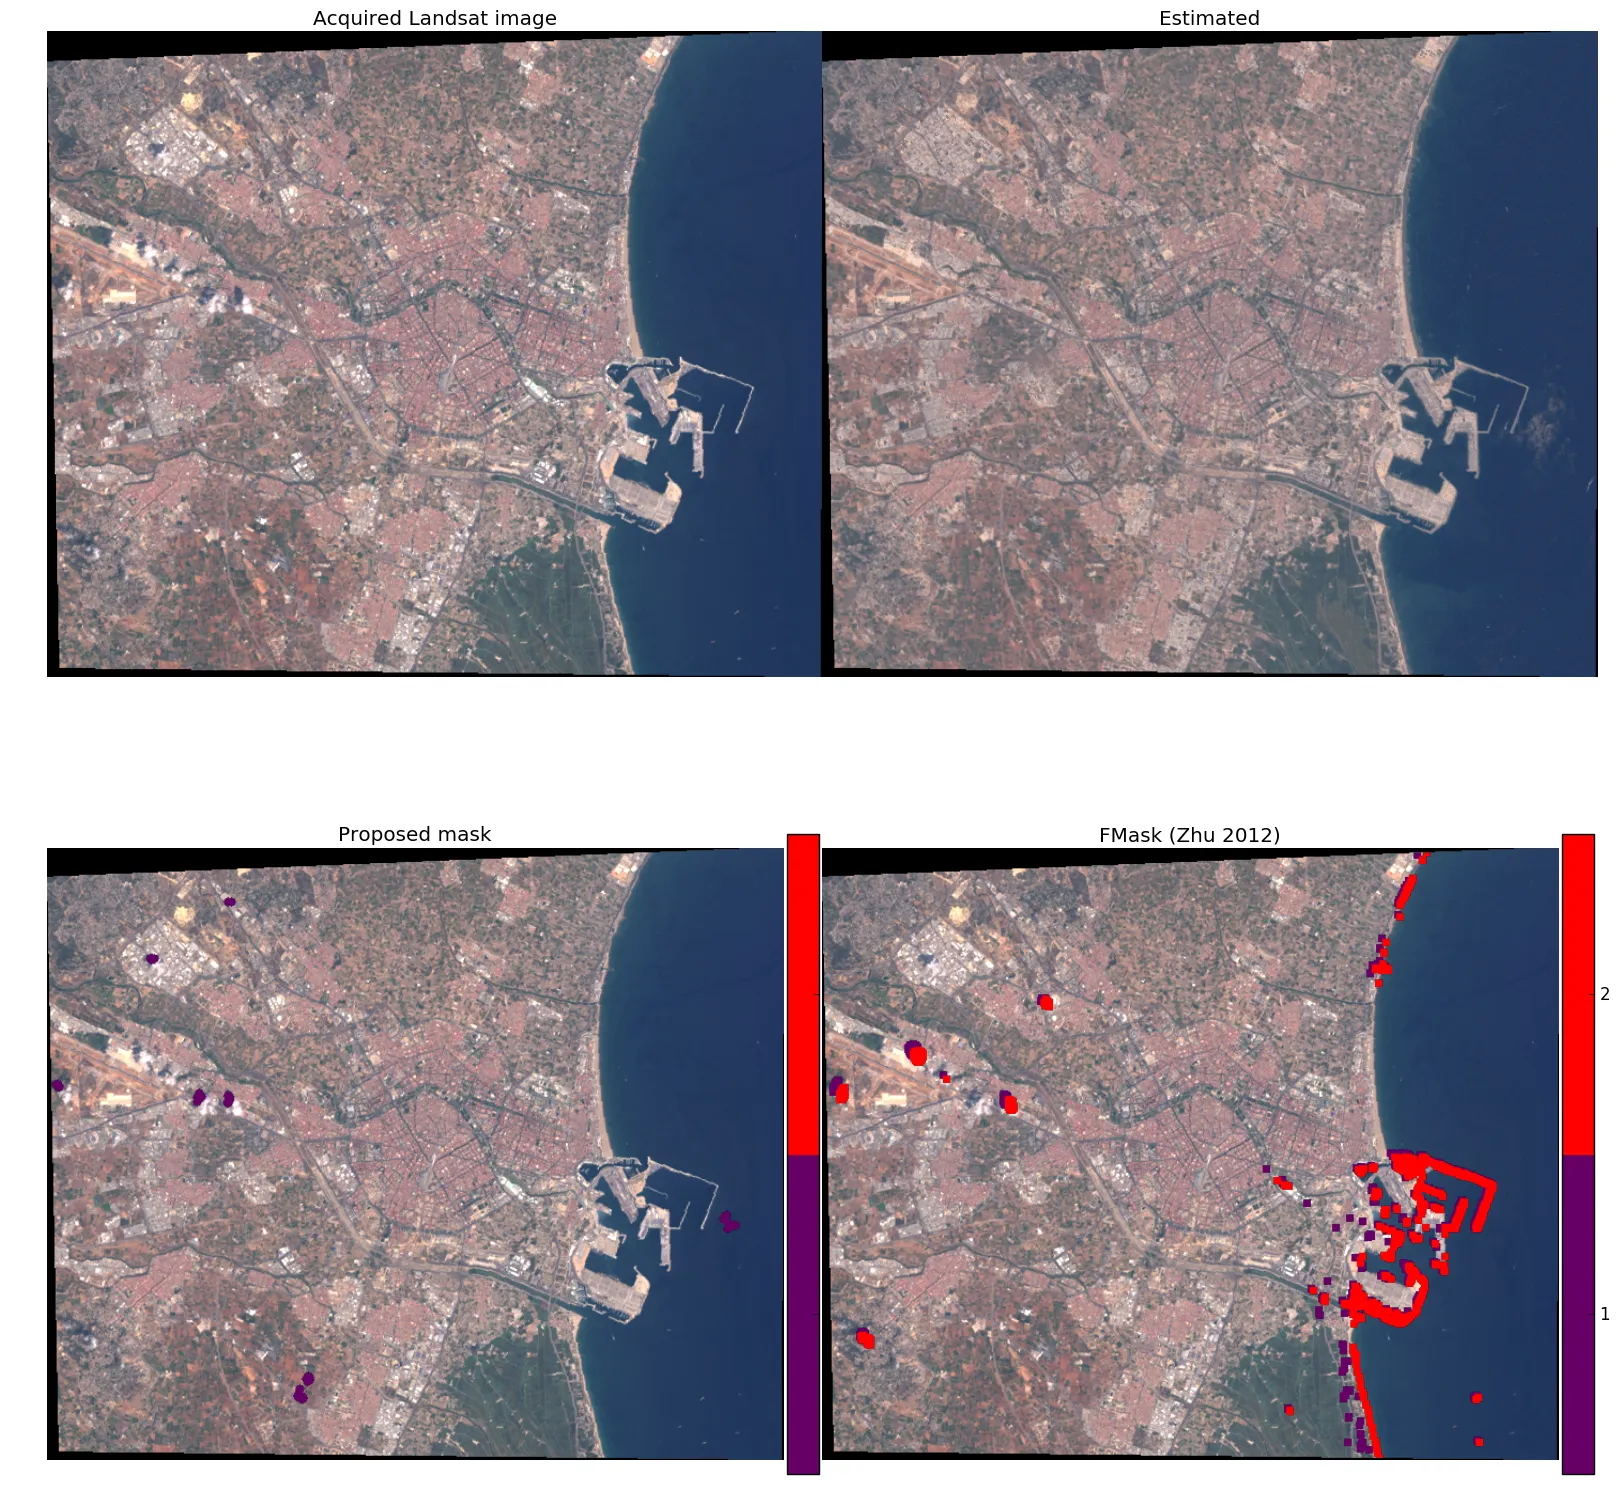 Acquired Landsat image
Estimated
Proposed mask
FMask (Zhu 2012)
2
1